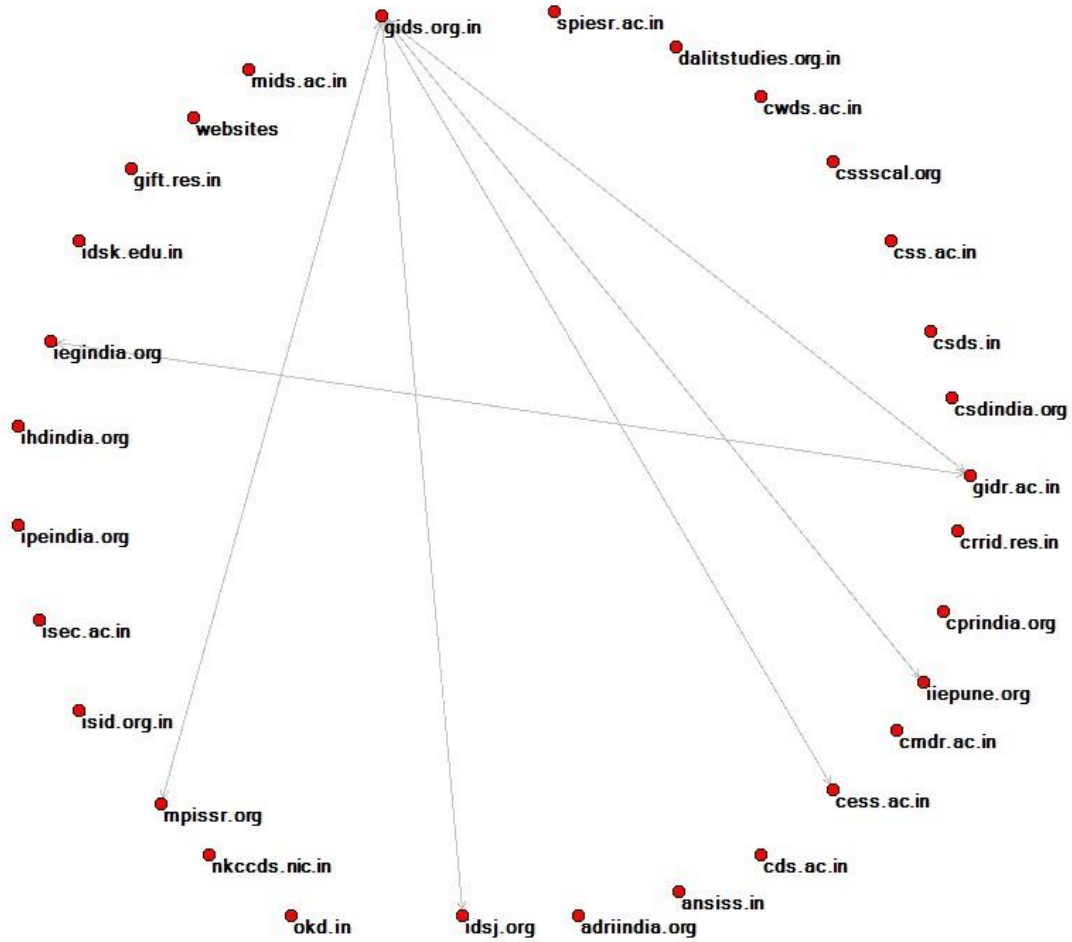 gids.org.in
spiesr.ac.in
dalitstudies.org.in
mids.ac.in
cwds.ac.in
websites
cssscal.org
gift.res.in
idsk.edu.in
css.ac.in
iegindia.org
csds.in
csdindia.org
ihdindia.org
gidr.ac.in
ipeindia.org
crrid.res.in
isec.ac.in
cprindia.org
iiepune.org
isid.org.in
cmdr.ac.in
cess.ac.in
mpissr.org
nkccds.nic.in
cds.ac.in
ansiss.in
okd.in
idsj.org
adriindia.org